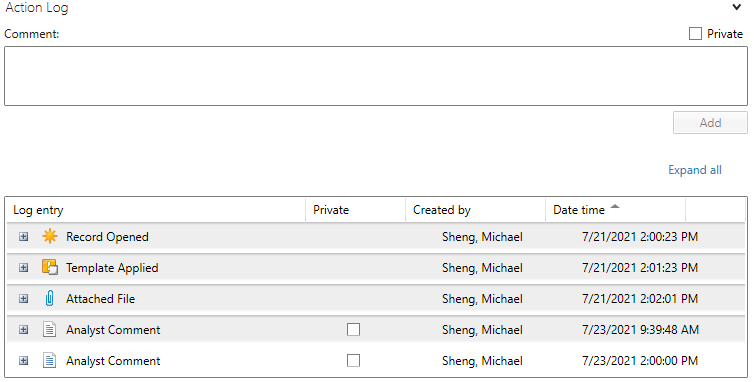 Action Log
Comment: Private
Add
Expand all
Log entry Private Created by Date time
Record Opened Sheng, Michael 7/21/2021 2:00:23 PM
Template Applied Sheng, Michael 7/21/2021 2:01:23 PM
Attached File Sheng, Michael 7/21/2021 2:02:01 PM
Analyst Comment Sheng, Michael 7/23/2021 9:39:48 AM
Analyst Comment Sheng, Michael 7/23/2021 2:00:00 PM